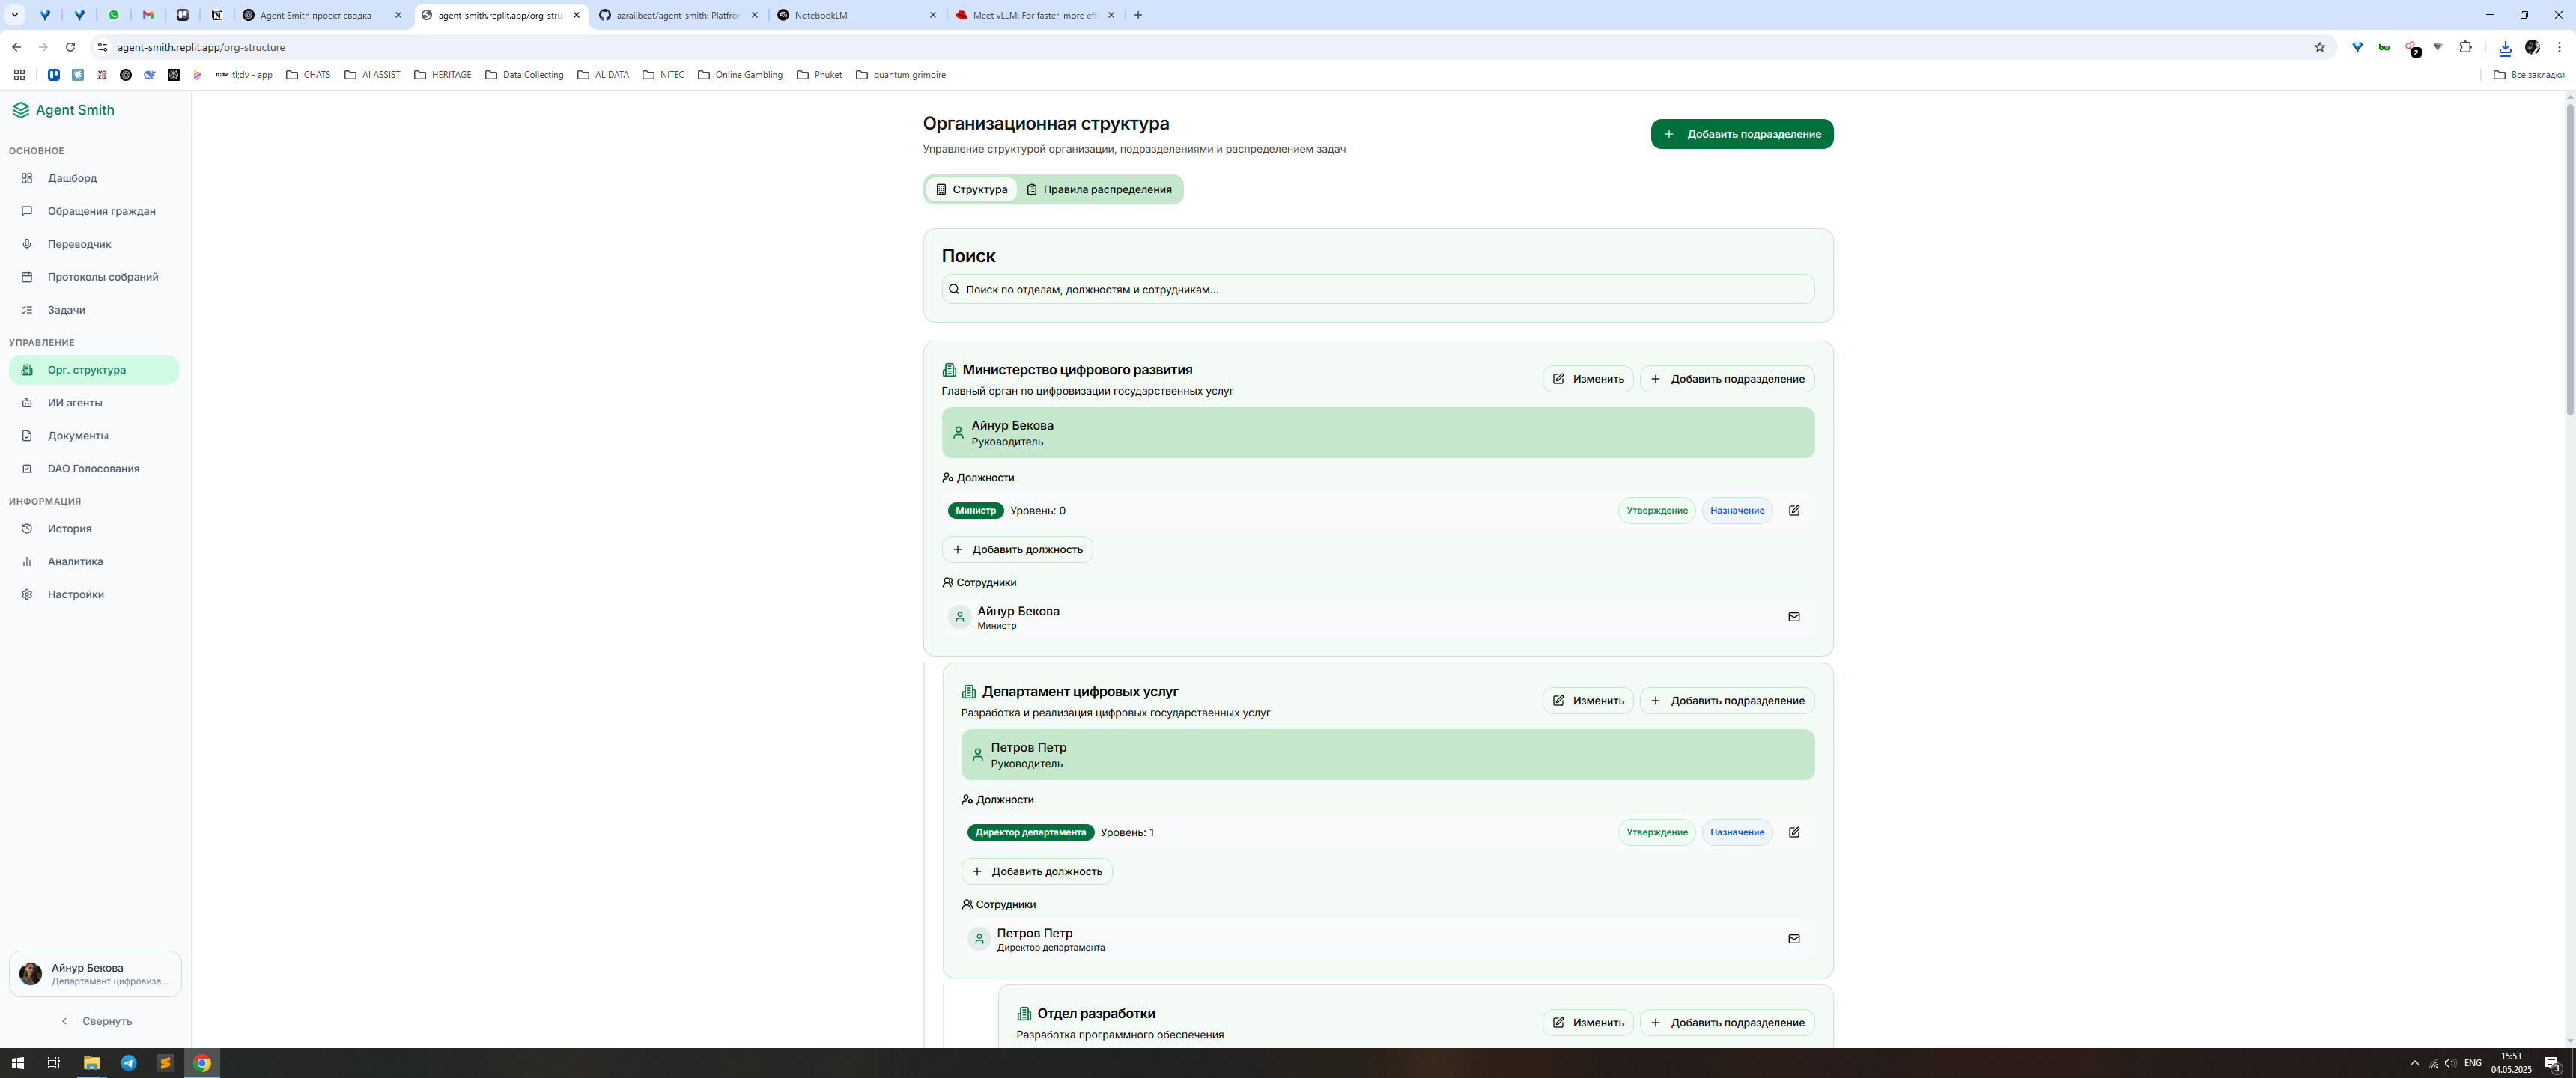 Agent Smith проект сводка
agent-smith.replit.app/org-stru
azrailbeat/agent-smith: Platfron
NotebookLM
Meet vLLM: For faster, more eff
agent-smith.replit.app/org-structure
2
tl;dv tl;dv - app
CHATS
AI ASSIST
HERITAGE
Data Collecting
AL DATA
NITEC
Online Gambling
Phuket
quantum grimoire
Все закладки
Agent Smith
ОСНОВНОЕ
Дашборд
Обращения граждан
Переводчик
Протоколы собраний
Задачи
УПРАВЛЕНИЕ
Орг. структура
ИИ агенты
Документы
DAO Голосования
ИНФОРМАЦИЯ
История
Аналитика
Настройки
Айнур Бекова
Департамент цифровиза...
Свернуть
Организационная структура
Управление структурой организации, подразделениями и распределением задач
Добавить подразделение
Структура
Правила распределения
Поиск
Поиск по отделам, должностям и сотрудникам...
Министерство цифрового развития
Главный орган по цифровизации государственных услуг
Изменить
Добавить подразделение
Айнур Бекова
Руководитель
Должности
Министр Уровень: 0
Утверждение
Назначение
Добавить должность
Сотрудники
Айнур Бекова
Министр
Департамент цифровых услуг
Разработка и реализация цифровых государственных услуг
Изменить
Добавить подразделение
Петров Петр
Руководитель
Должности
Директор департамента Уровень: 1
Утверждение
Назначение
Добавить должность
Сотрудники
Петров Петр
Директор департамента
Отдел разработки
Разработка программного обеспечения
Изменить
Добавить подразделение
ENG
15:53
04.05.2025
3